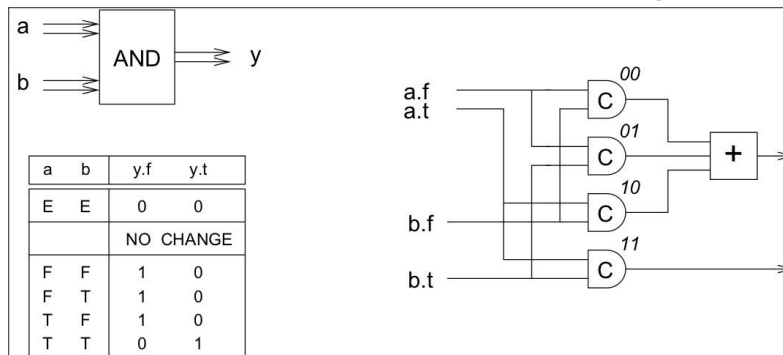 a
b
AND
y
a b y.f y.t
E E 0 0
NO CHANGE
F F 1 0
F T 1 0
T F 1 0
T T 0 1
a.f
a.t
b.f
b.t
C 00
C 01
C 10
C 11
+